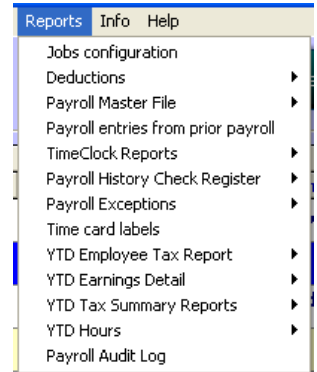 Reports Info Help
Jobs configuration
Deductions
Payroll Master File
Payroll entries from prior payroll
TimeClock Reports
Payroll History Check Register
Payroll Exceptions
Time card labels
YTD Employee Tax Report
YTD Earnings Detail
YTD Tax Summary Reports
YTD Hours
Payroll Audit Log